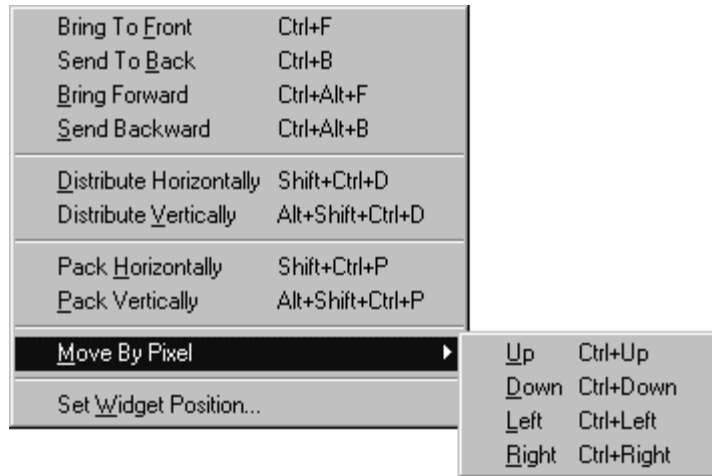 Bring To Front Ctrl+F
Send To Back Ctrl+B
Bring Forward Ctrl+Alt+F
Send Backward Ctrl+Alt+B
Distribute Horizontally Shift+Ctrl+D
Distribute Vertically Alt+Shift+Ctrl+D
Pack Horizontally Shift+Ctrl+P
Pack Vertically Alt+Shift+Ctrl+P
Move By Pixel
Set Widget Position...
Up Ctrl+Up
Down Ctrl+Down
Left Ctrl+Left
Right Ctrl+Right